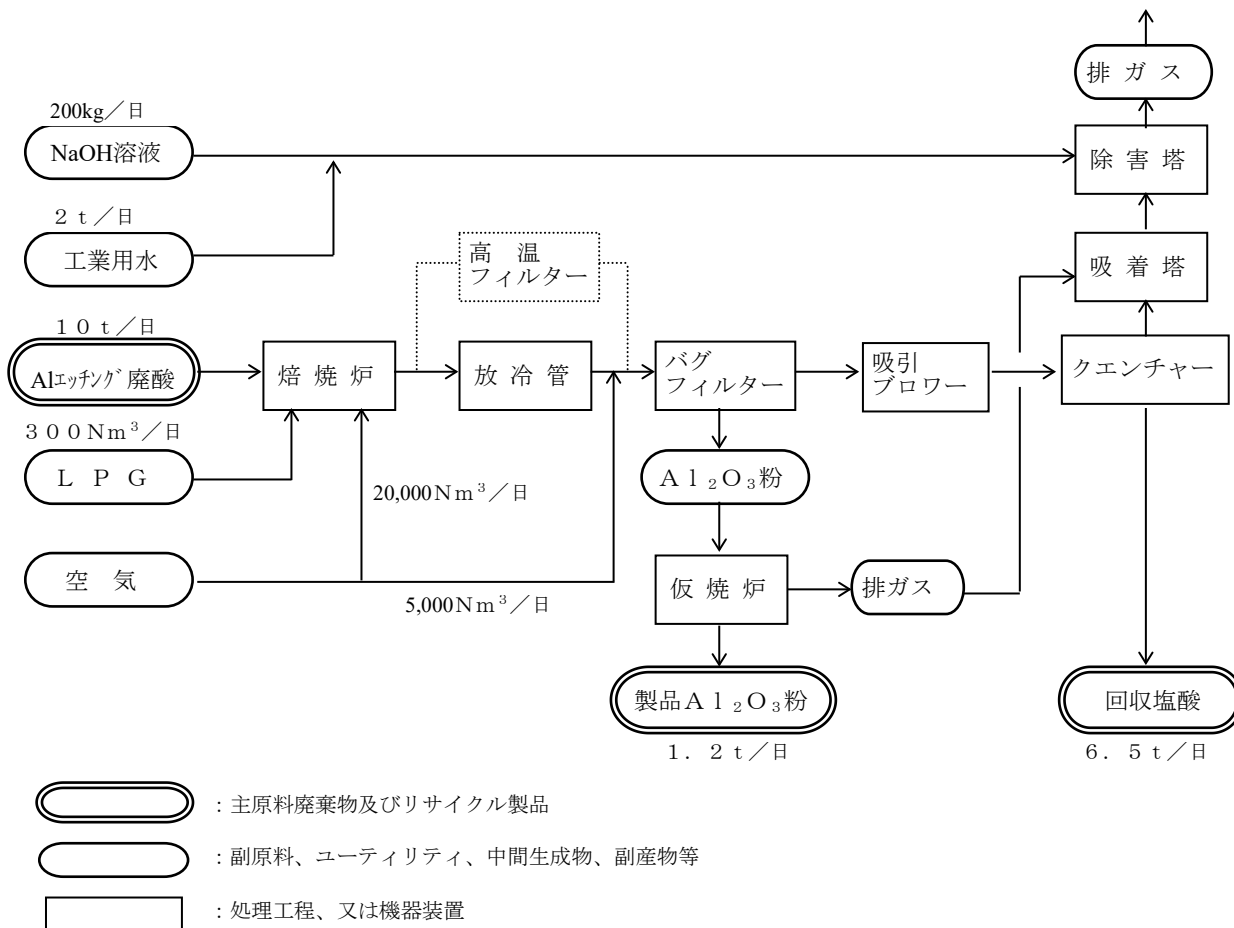 排 ガ ス
200kg／日
NaOH溶液
除 害 塔
２ｔ／日
工業用水
高　温
フィルター
吸 着 塔
１０ｔ／日
Alｴｯﾁﾝｸﾞ廃酸
焙 焼 炉
放 冷 管
バグ
フィルター
吸引
ブロワー
クエンチャー
３００Ｎｍ³／日
Ｌ Ｐ Ｇ
20,000Ｎｍ³／日
Ａｌ₂Ｏ₃粉
空　気
5,000Ｎｍ³／日
仮 焼 炉
排ガス
製品Ａｌ₂Ｏ₃粉
回収塩酸
１．２ｔ／日
６．５ｔ／日
：主原料廃棄物及びリサイクル製品
：副原料、ユーティリティ、中間生成物、副産物等
：処理工程、又は機器装置